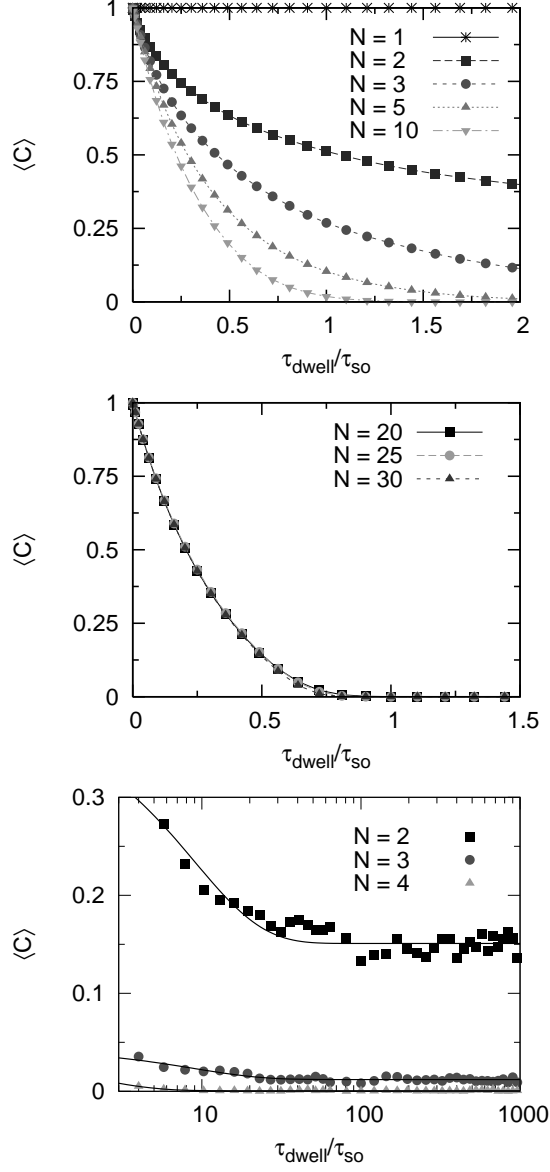 1
0.75
0.5
0.25
0
⟨C⟩
N = 1
N = 2
N = 3
N = 5
N = 10
0 0.5 1 1.5 2
τdwell/τso
1
0.75
0.5
0.25
0
⟨C⟩
N = 20
N = 25
N = 30
0 0.5 1 1.5
τdwell/τso
0.3
0.2
0.1
0
⟨C⟩
N = 2
N = 3
N = 4
10 100 1000
τdwell/τso